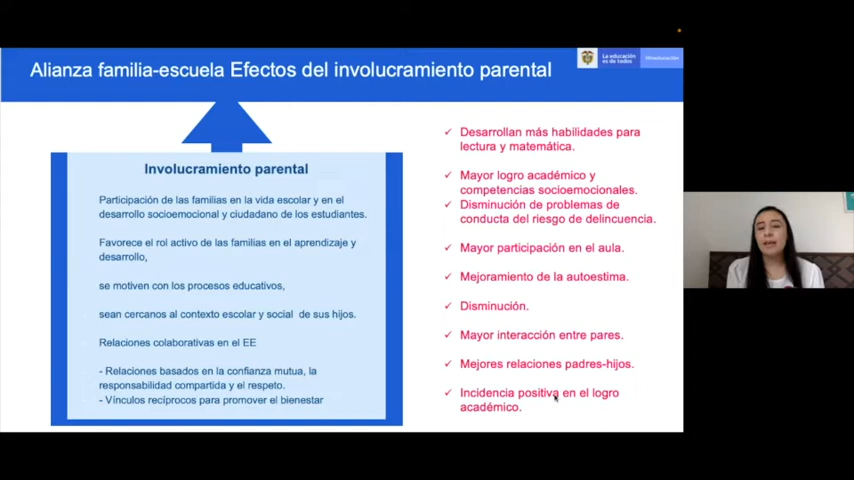 Alianza familia-escuela Efectos del involucramiento parental
La educación
es de todos
Mineducación
Involucramiento parental
Participación de las familias en la vida escolar y en el
desarrollo socioemocional y ciudadano de los estudiantes.
Favorece el rol activo de las familias en el aprendizaje y
desarrollo,
se motiven con los procesos educativos,
sean cercanos al contexto escolar y social de sus hijos.
Relaciones colaborativas en el EE
- Relaciones basados en la confianza mutua, la
responsabilidad compartida y el respeto.
- Vínculos recíprocos para promover el bienestar
✓ Desarrollan más habilidades para
lectura y matemática.
✓ Mayor logro académico y
competencias socioemocionales.
✓ Disminución de problemas de
conducta del riesgo de delincuencia.
✓ Mayor participación en el aula.
✓ Mejoramiento de la autoestima.
✓ Disminución.
✓ Mayor interacción entre pares.
✓ Mejores relaciones padres-hijos.
✓ Incidencia positiva en el logro
académico.